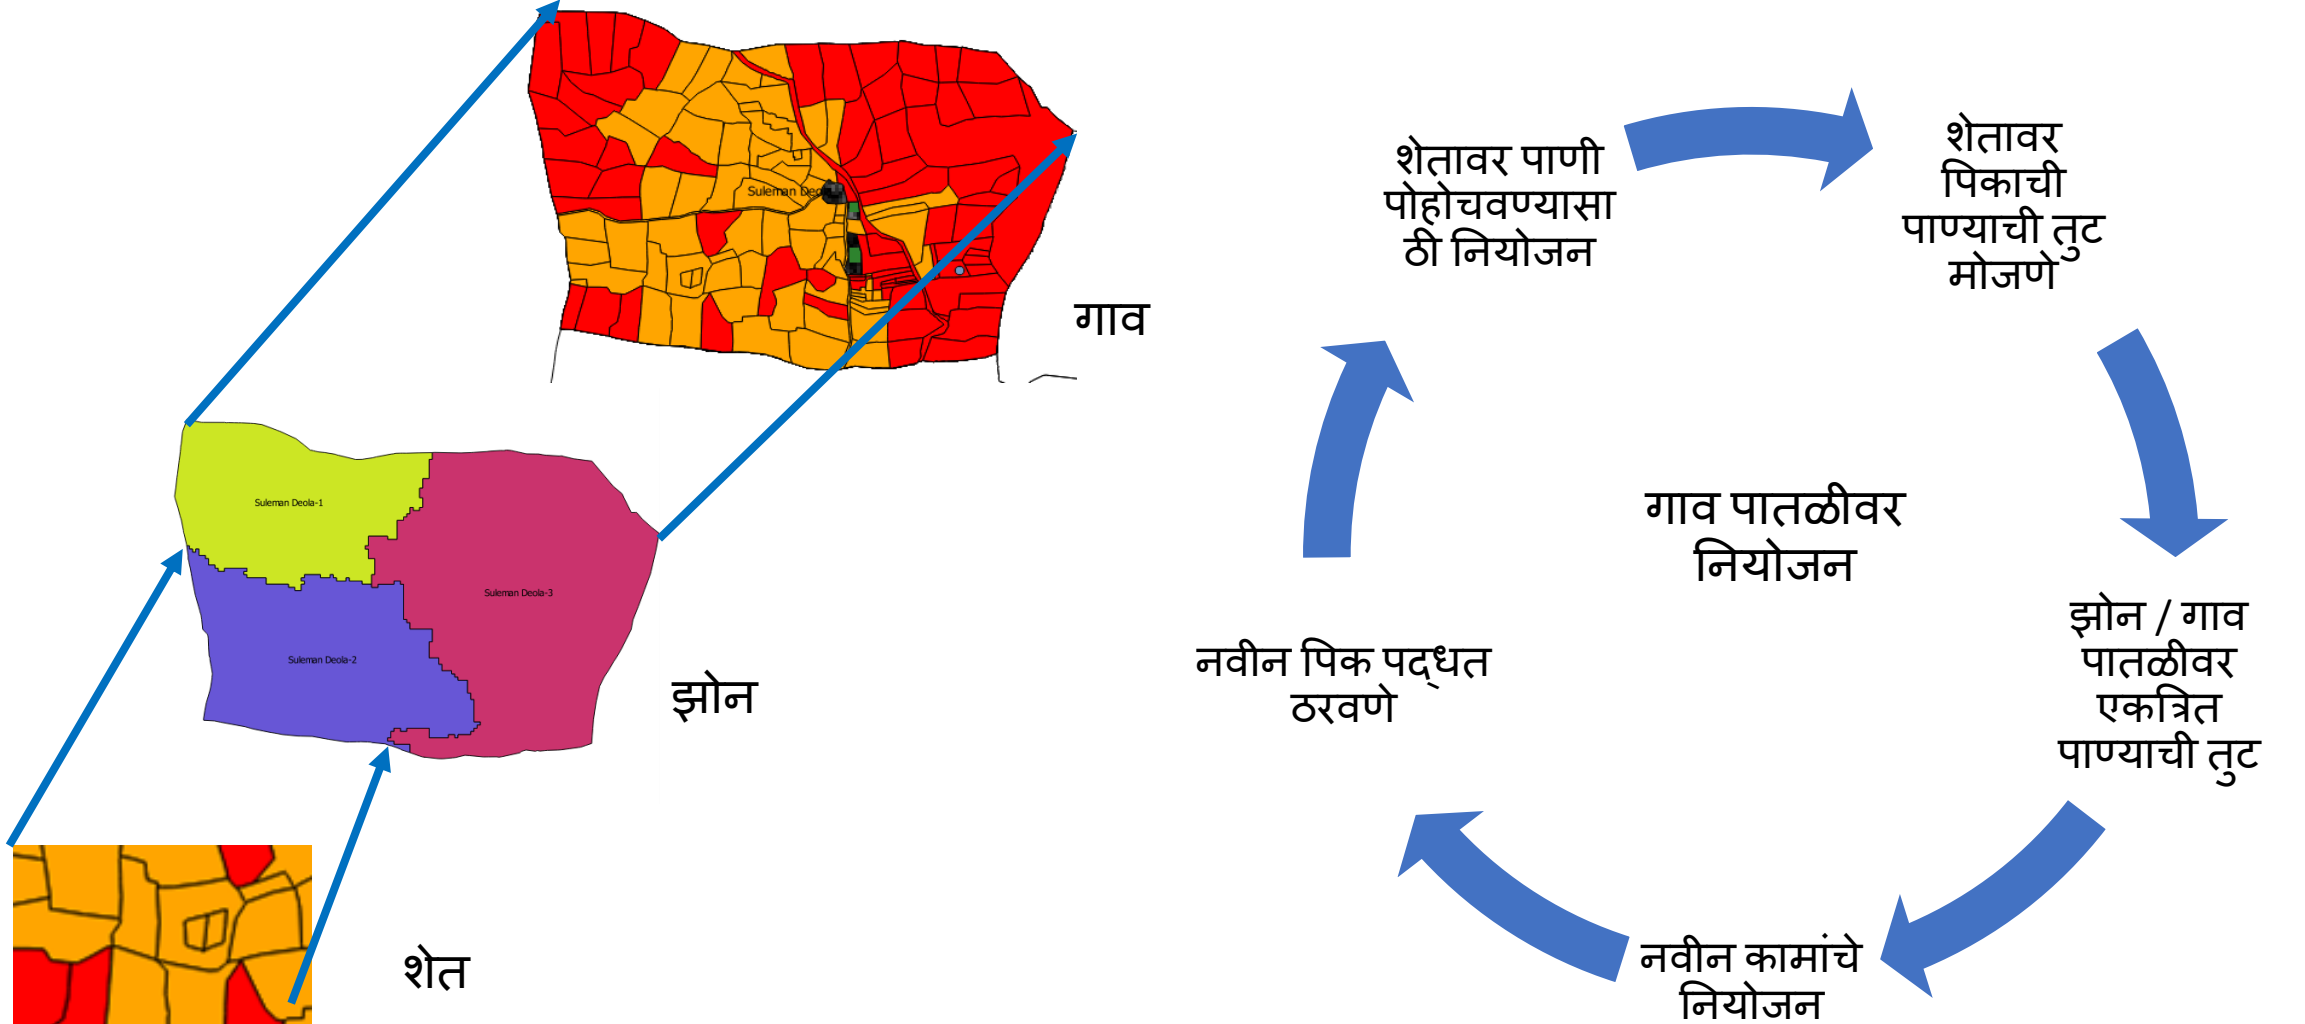 Suleman Deo
गाव
Suleman Deola-1
Suleman Deola-3
Suleman Deola-2
झोन
शेत
शेतावर पाणी
पोहोचवण्यासा
ठी नियोजन
शेतावर
पिकाची
पाण्याची तुट
मोजणे
गाव पातळीवर
नियोजन
झोन / गाव
पातळीवर
एकत्रित
पाण्याची तुट
नवीन कामांचे
नियोजन
नवीन पिक पद्धत
ठरवणे